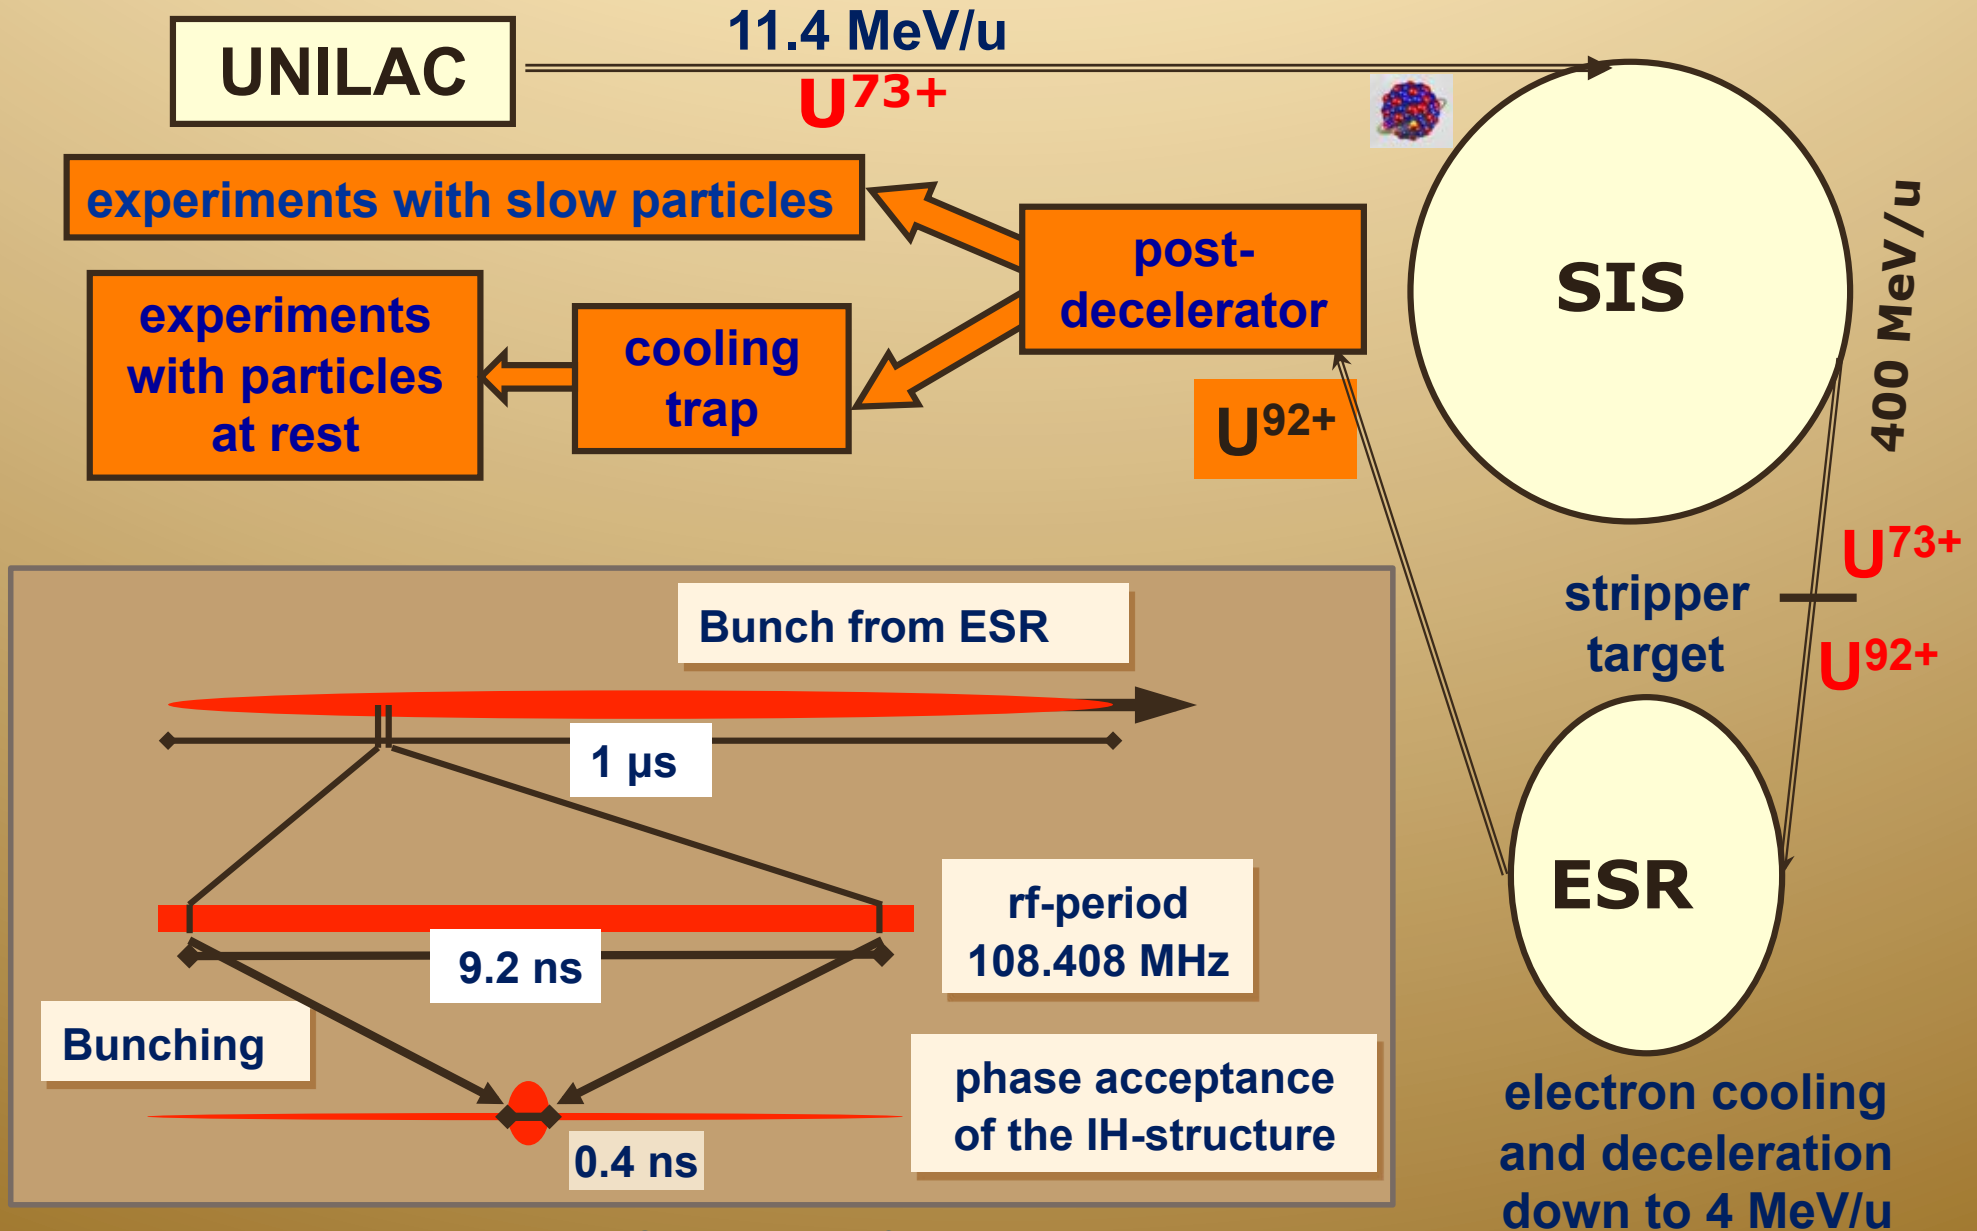 11.4 MeV/u
UNILAC
U73+
experiments with slow particles
post-
decelerator
SIS
400 MeV/u
experiments
with particles
at rest
cooling
trap
U92+
U73+
stripper
target
U92+
Bunch from ESR
1 µs
rf-period
108.408 MHz
9.2 ns
ESR
Bunching
phase acceptance
of the IH-structure
0.4 ns
electron cooling
and deceleration
down to 4 MeV/u